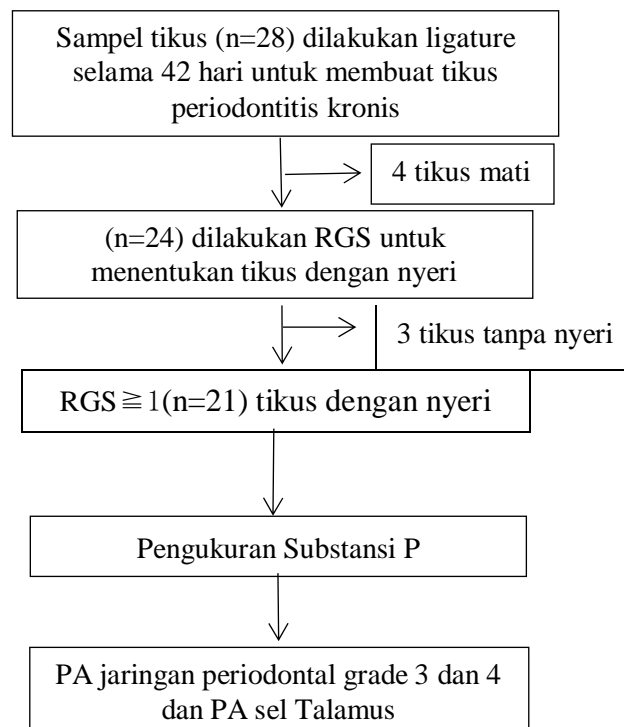 Sampel tikus (n=28) dilakukan ligature
selama 42 hari untuk membuat tikus
periodontitis kronis
4 tikus mati
(n=24) dilakukan RGS untuk
menentukan tikus dengan nyeri
3 tikus tanpa nyeri
RGS≧1(n=21) tikus dengan nyeri
Pengukuran Substansi P
PA jaringan periodontal grade 3 dan 4
dan PA sel Talamus